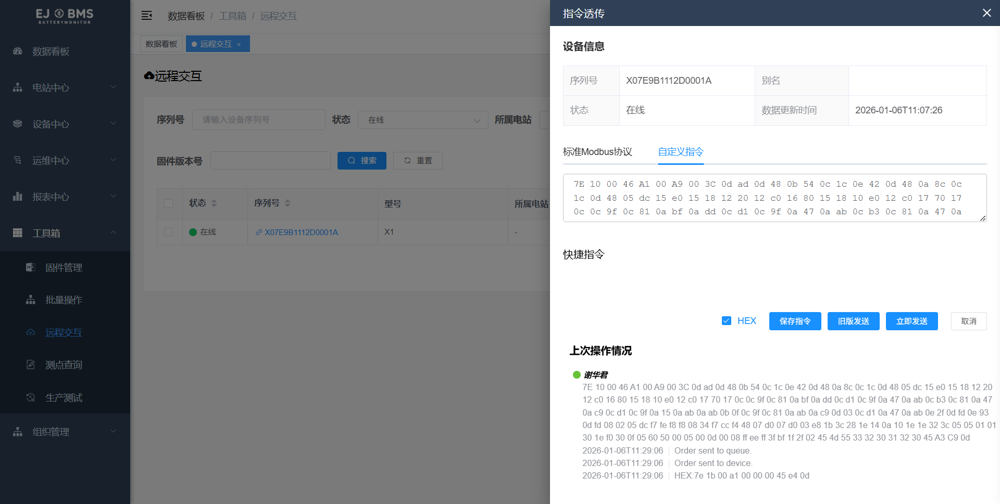 EJ BMS
BATTERYMONITOR
数据看板
电站中心
设备中心
运维中心
报表中心
工具箱
固件管理
批量操作
远程交互
测点查询
生产测试
组织管理
数据看板 / 工具箱 / 远程交互
数据看板
远程交互 ×
远程交互
序列号 请输入设备序列号 状态 在线 所属电站
固件版本号 搜索 重置
状态 序列号 型号 所属电站
在线 X07E9B1112D0001A X1 -
指令透传
设备信息
序列号 X07E9B1112D0001A 别名
状态 在线 数据更新时间 2026-01-06T11:07:26
标准Modbus协议 自定义指令
7E 10 00 46 A1 00 A9 00 3C 0d ad 0d 48 0b 54 0c 1c 0e 42 0d 48 0a 8c 0c
1c 0d 48 05 dc 15 e0 15 18 12 20 12 c0 16 80 15 18 10 e0 12 c0 17 70 17
0c 0c 9f 0c 81 0a bf 0a dd 0c d1 0c 9f 0a 47 0a ab 0c b3 0c 81 0a 47 0a
快捷指令
HEX 保存指令 旧版发送 立即发送 取消
上次操作情况
谢华君
7E 10 00 46 A1 00 A9 00 3C 0d ad 0d 48 0b 54 0c 1c 0e 42 0d 48 0a 8c 0c 1c 0d 48 05 dc 15 e0 15 18 12 20
12 c0 16 80 15 18 10 e0 12 c0 17 70 17 0c 0c 9f 0c 81 0a bf 0a dd 0c d1 0c 9f 0a 47 0a ab 0c b3 0c 81 0a 47
0a c9 0c d1 0c 9f 0a 15 0a ab 0a ab 0b 0f 0c 9f 0c 81 0a ab 0a c9 0d 03 0c d1 0a 47 0a ab 0e 2f 0d fd 0e 93
0d fd 08 02 05 dc f7 fe f8 f8 08 34 f7 cc f4 48 07 d0 07 d0 03 e8 1b 3c 28 1e 14 0a 10 1e 1e 32 3c 05 05 01 01
30 1e f0 30 0f 05 60 50 00 05 00 0d 00 08 ff ee ff 3f bf 1f 2f 02 45 4d 55 33 32 30 31 32 30 45 A3 C9 0d
2026-01-06T11:29:06 Order sent to queue.
2026-01-06T11:29:06 Order sent to device.
2026-01-06T11:29:06 HEX:7e 1b 00 a1 00 00 00 45 e4 0d